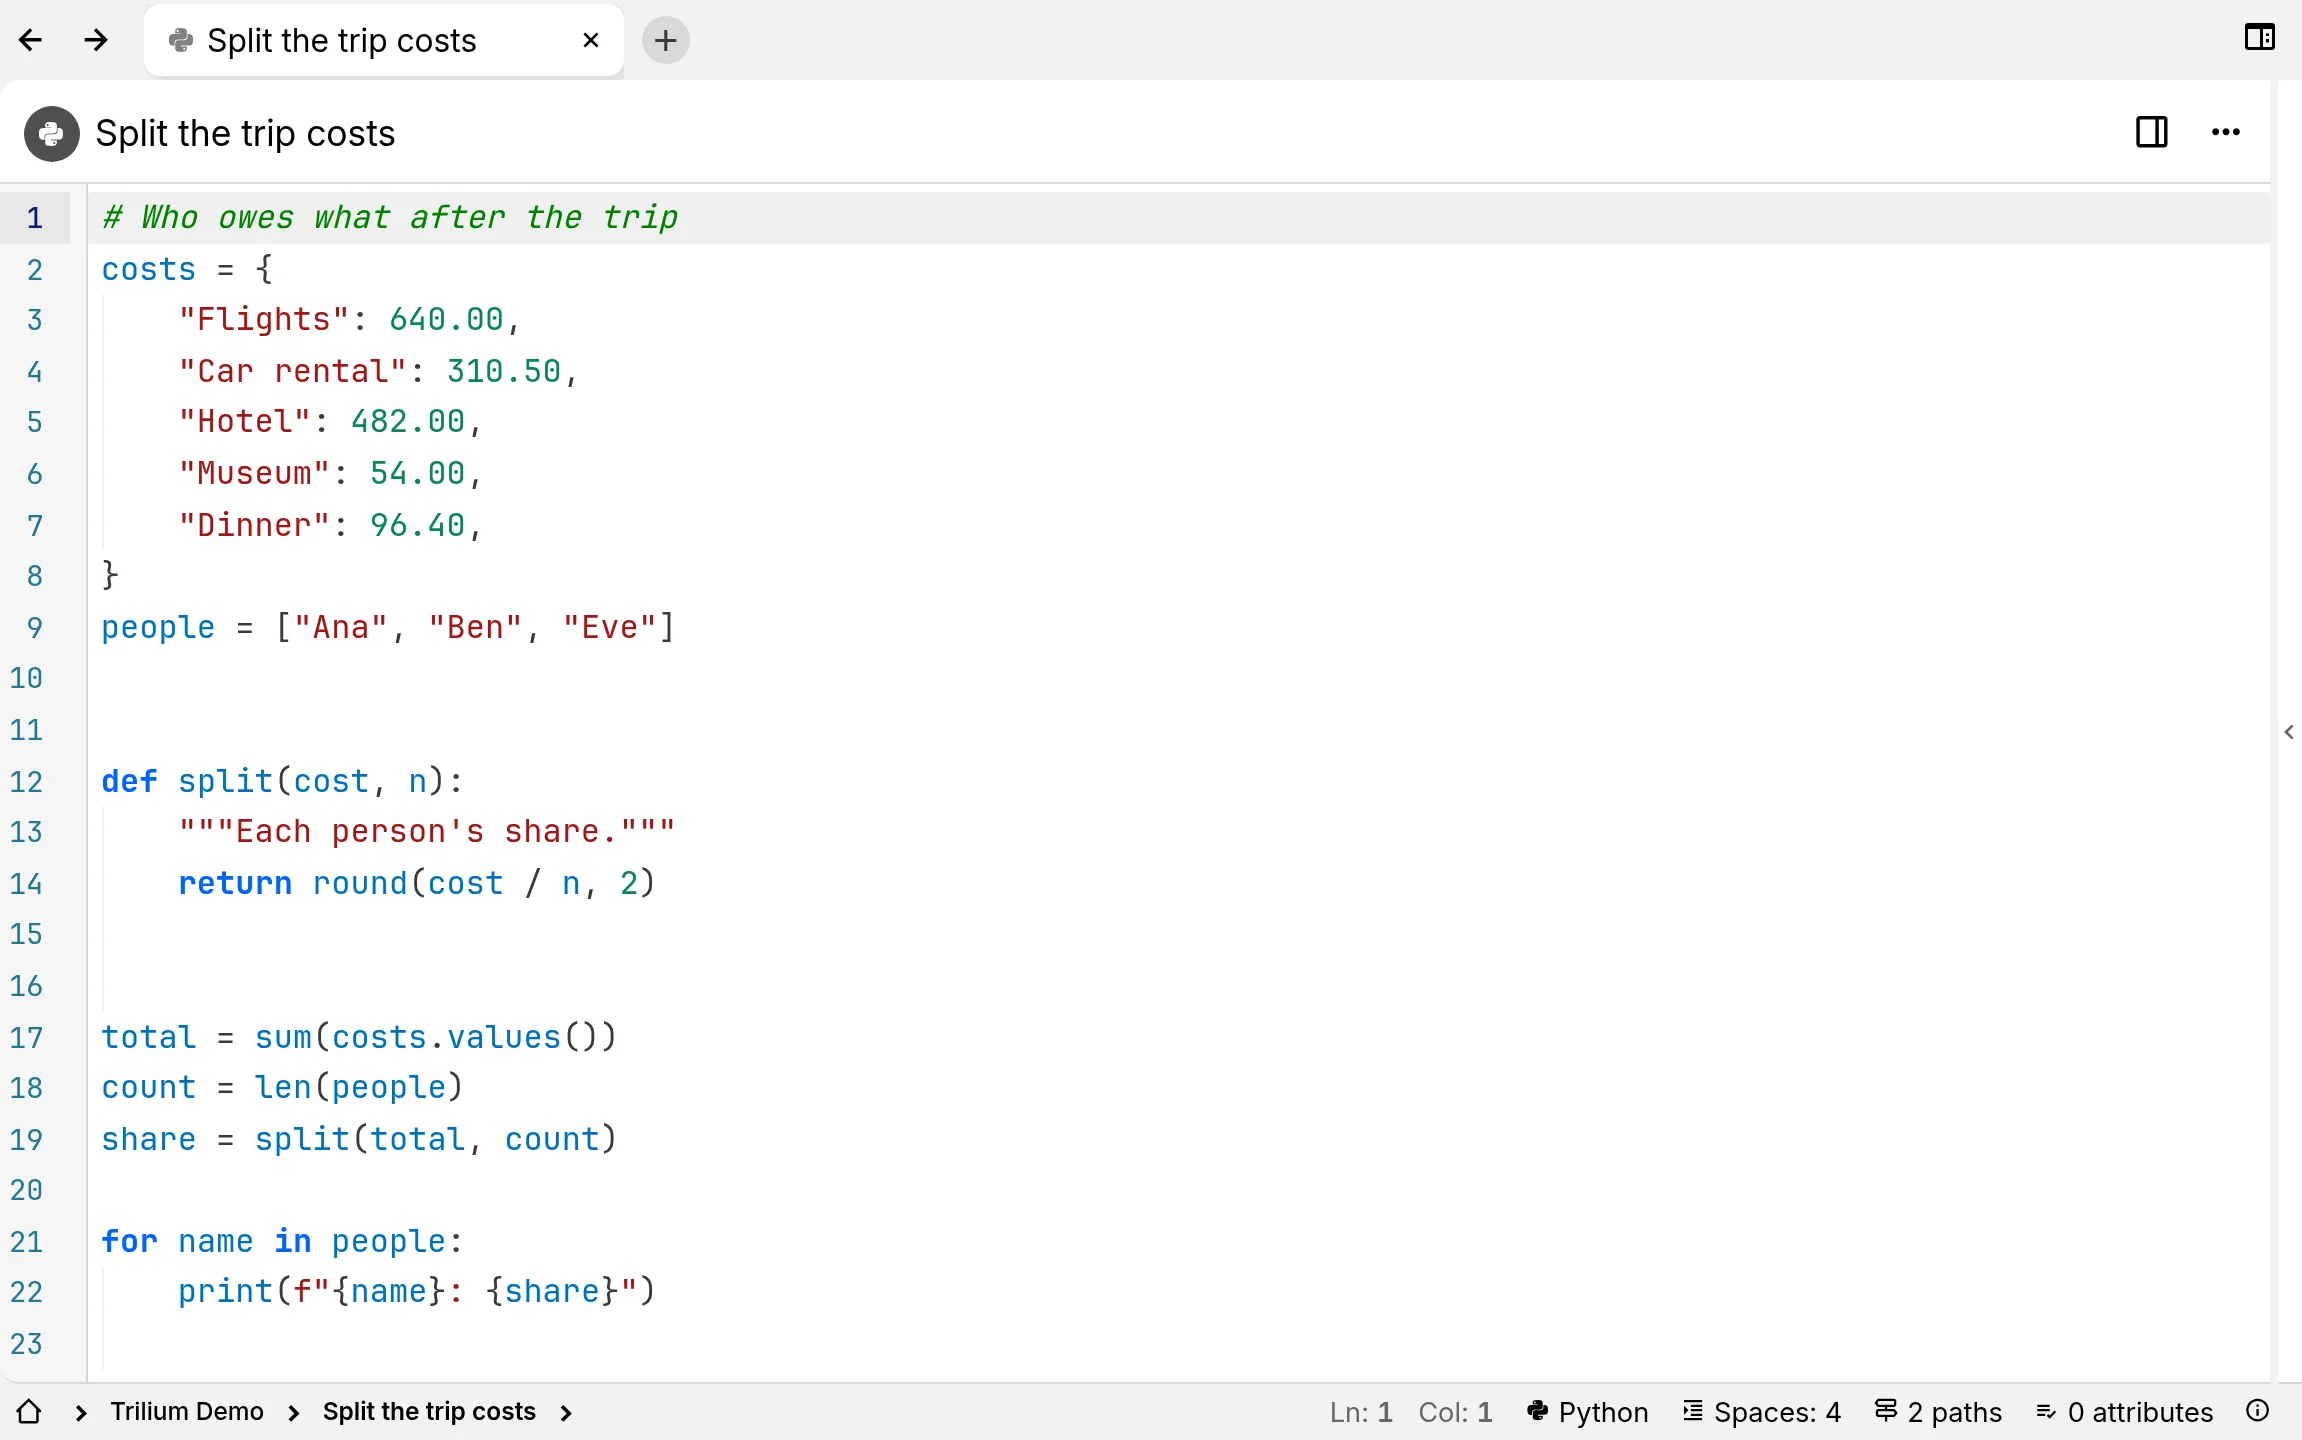 Split the trip costs
Split the trip costs
1 # Who owes what after the trip
2 costs = {
3     "Flights": 640.00,
4     "Car rental": 310.50,
5     "Hotel": 482.00,
6     "Museum": 54.00,
7     "Dinner": 96.40,
8 }
9 people = ["Ana", "Ben", "Eve"]
10
11
12 def split(cost, n):
13     """Each person's share."""
14     return round(cost / n, 2)
15
16
17 total = sum(costs.values())
18 count = len(people)
19 share = split(total, count)
20
21 for name in people:
22     print(f"{name}: {share}")
23
Trilium Demo Split the trip costs Ln: 1 Col: 1 Python Spaces: 4 2 paths 0 attributes